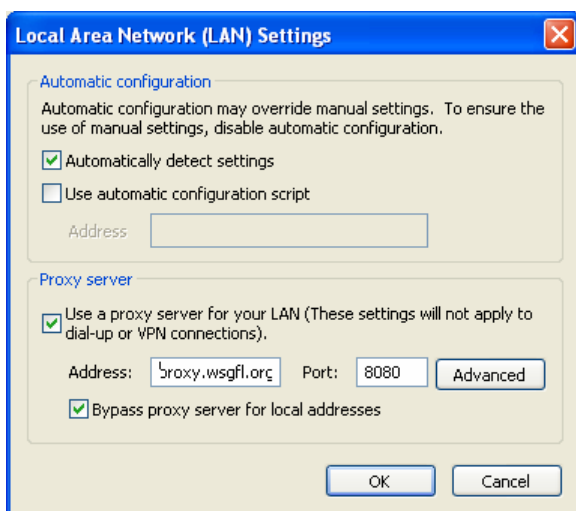 Local Area Network (LAN) Settings
Automatic configuration
Automatic configuration may override manual settings. To ensure the
use of manual settings, disable automatic configuration.
Automatically detect settings
Use automatic configuration script
Address
Proxy server
Use a proxy server for your LAN (These settings will not apply to
dial-up or VPN connections).
Address: proxy.wsgfl.org Port: 8080 Advanced
Bypass proxy server for local addresses
OK Cancel